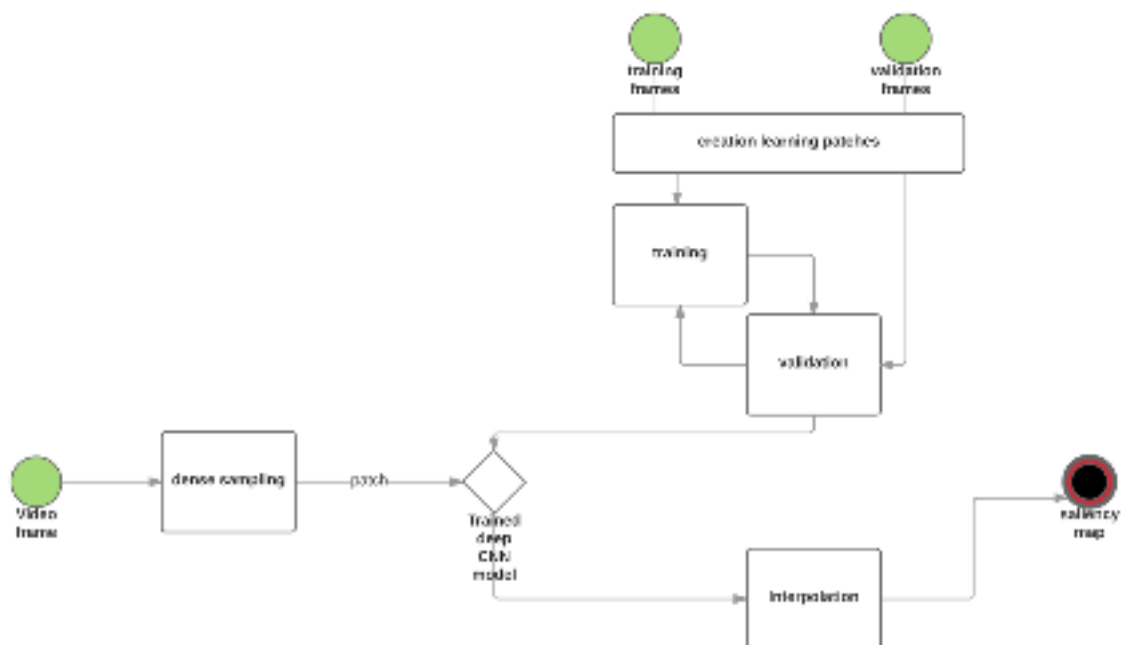 training
frames
validation
frames
creation learning patches
training
validation
dense sampling
patch
Video
frame
Trained
deep
CNN
model
saliency
map
Interpolation